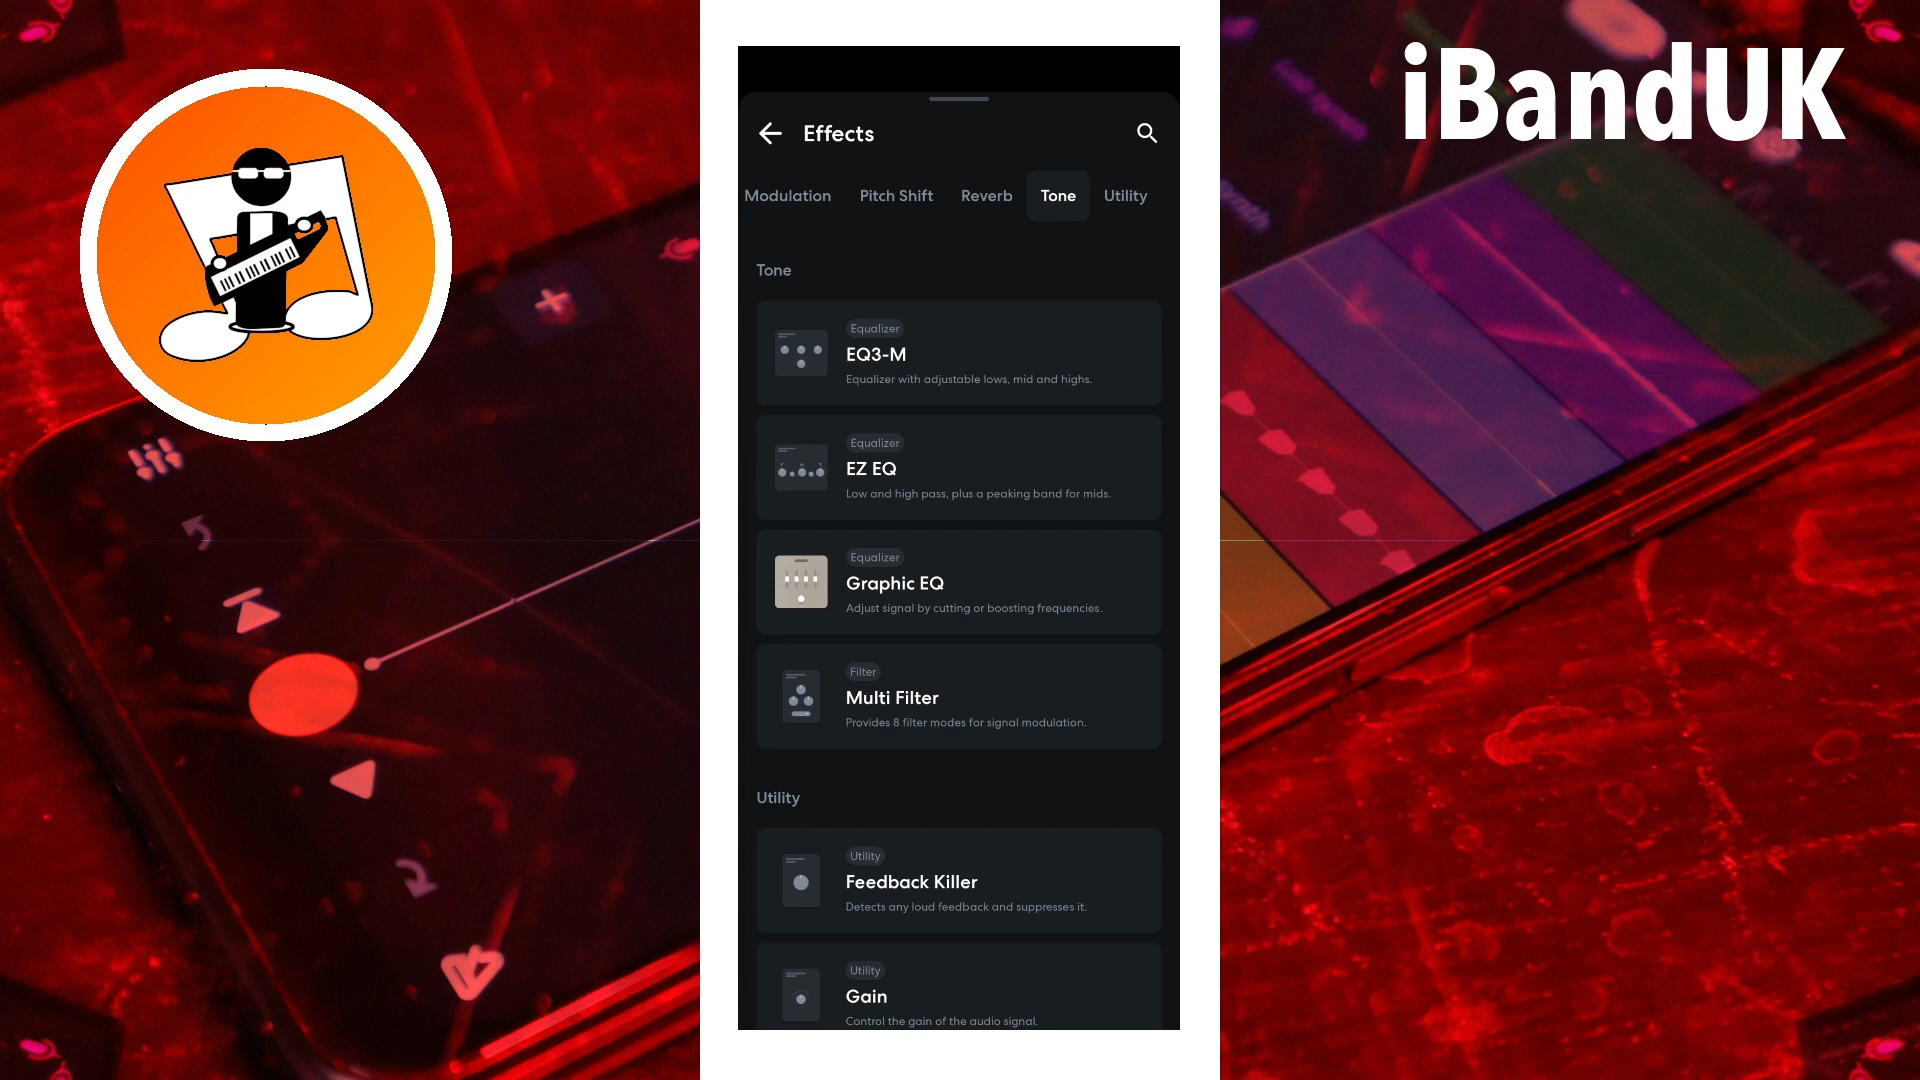 iBandUK
Effects
Modulation Pitch Shift Reverb Tone Utility
Tone
Equalizer
EQ3-M
Equalizer with adjustable lows, mid and highs.
Equalizer
EZ EQ
Low and high pass, plus a peaking band for mids.
Equalizer
Graphic EQ
Adjust signal by cutting or boosting frequencies.
Filter
Multi Filter
Provides 8 filter modes for signal modulation.
Utility
Utility
Feedback Killer
Detects any loud feedback and suppresses it.
Utility
Gain
Control the gain of the audio signal.